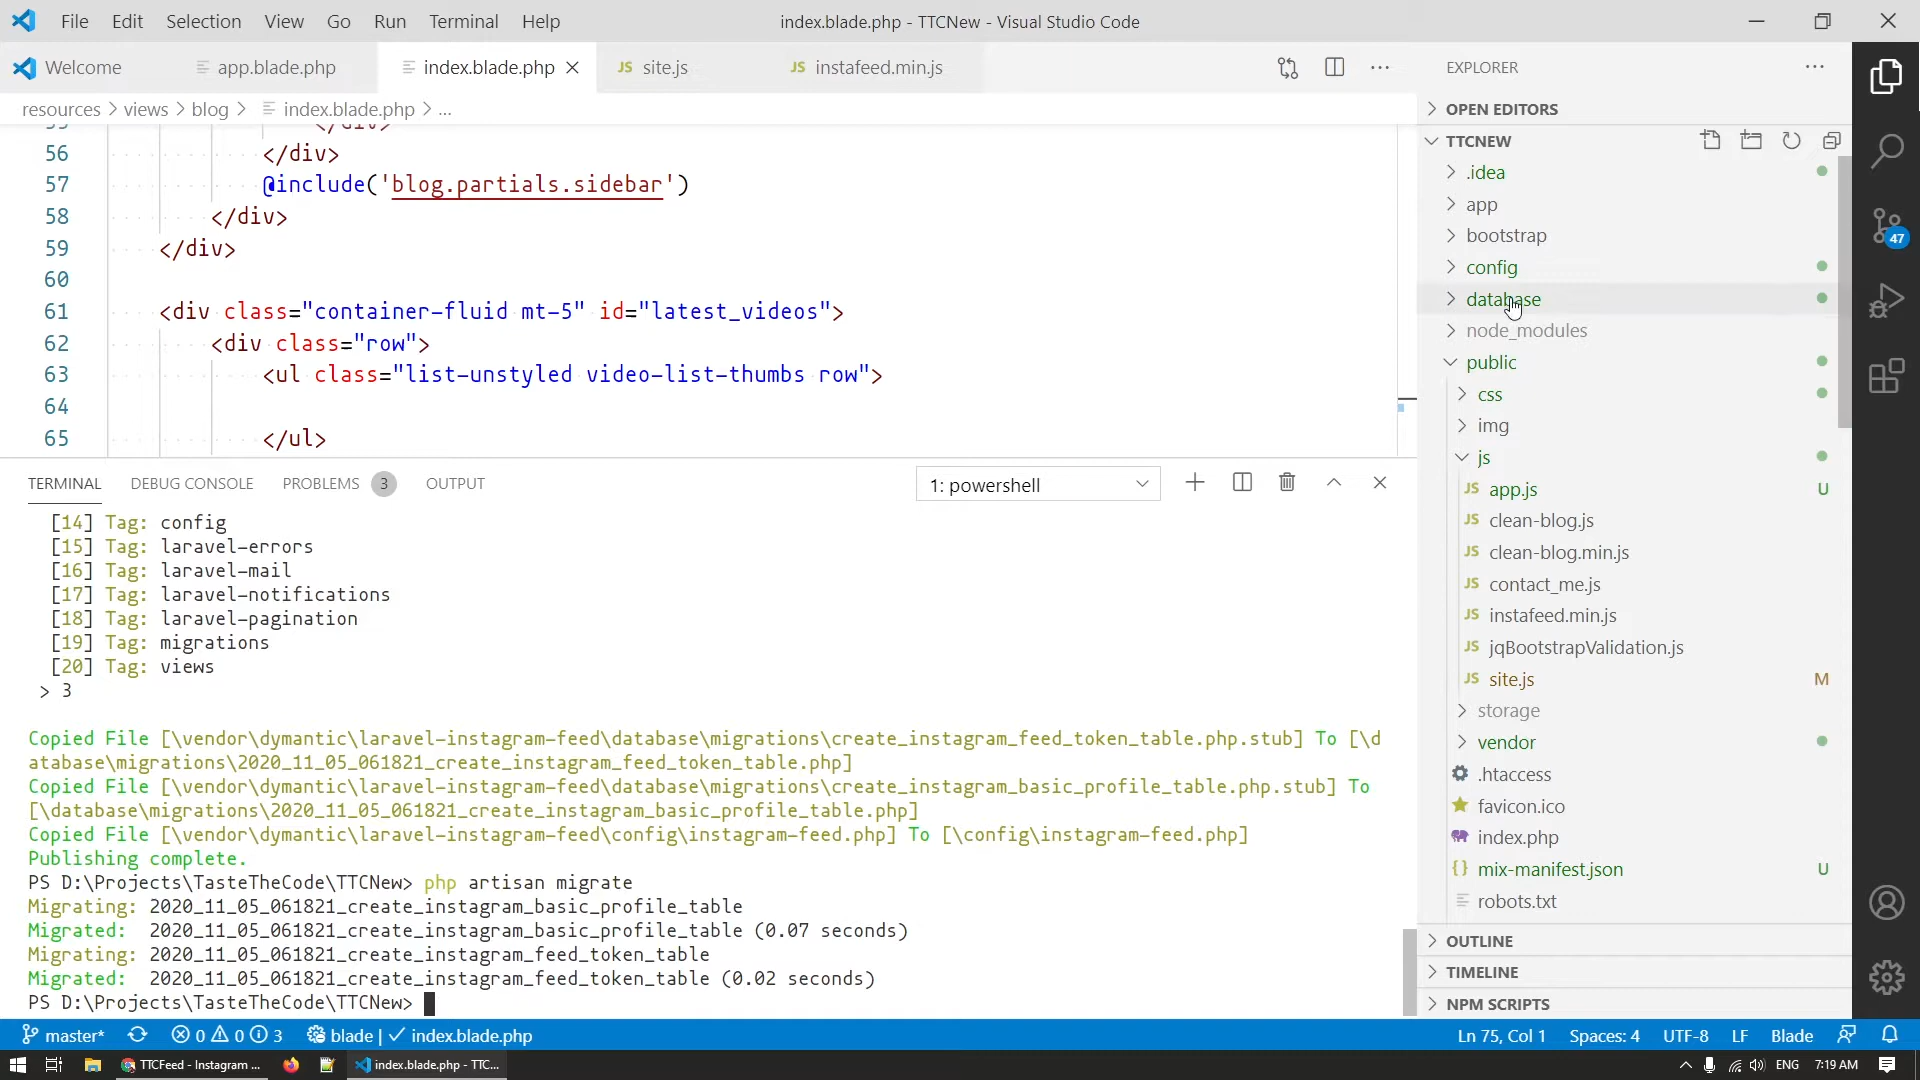 File Edit Selection View Go Run Terminal Help
index.blade.php - TTCNew - Visual Studio Code
Welcome
app.blade.php
index.blade.php
JS site.js
JS instafeed.min.js
resources > views > blog > index.blade.php > ...
55 </div>
56 </div>
57 @include('blog.partials.sidebar')
58 </div>
59 </div>
60
61 <div class="container-fluid mt-5" id="latest_videos">
62 <div class="row">
63 <ul class="list-unstyled video-list-thumbs row">
64
65 </ul>
TERMINAL DEBUG CONSOLE PROBLEMS 3 OUTPUT
1: powershell
[14] Tag: config
[15] Tag: laravel-errors
[16] Tag: laravel-mail
[17] Tag: laravel-notifications
[18] Tag: laravel-pagination
[19] Tag: migrations
[20] Tag: views
> 3
Copied File [\vendor\dymantic\laravel-instagram-feed\database\migrations\create_instagram_feed_token_table.php.stub] To [\d
atabase\migrations\2020_11_05_061821_create_instagram_feed_token_table.php]
Copied File [\vendor\dymantic\laravel-instagram-feed\database\migrations\create_instagram_basic_profile_table.php.stub] To
[\database\migrations\2020_11_05_061821_create_instagram_basic_profile_table.php]
Copied File [\vendor\dymantic\laravel-instagram-feed\config\instagram-feed.php] To [\config\instagram-feed.php]
Publishing complete.
PS D:\Projects\TasteTheCode\TTCNew> php artisan migrate
Migrating: 2020_11_05_061821_create_instagram_basic_profile_table
Migrated:  2020_11_05_061821_create_instagram_basic_profile_table (0.07 seconds)
Migrating: 2020_11_05_061821_create_instagram_feed_token_table
Migrated:  2020_11_05_061821_create_instagram_feed_token_table (0.02 seconds)
PS D:\Projects\TasteTheCode\TTCNew>
EXPLORER
OPEN EDITORS
TTCNEW
.idea
app
bootstrap
config
database
node_modules
public
css
img
js
JS app.js U
JS clean-blog.js
JS clean-blog.min.js
JS contact_me.js
JS instafeed.min.js
JS jqBootstrapValidation.js
JS site.js M
storage
vendor
.htaccess
favicon.ico
index.php
{} mix-manifest.json U
robots.txt
OUTLINE
TIMELINE
NPM SCRIPTS
47
master* 0 0 3 blade | ✓ index.blade.php
Ln 75, Col 1 Spaces: 4 UTF-8 LF Blade
TTCFeed - Instagram ...
index.blade.php - TTC...
ENG 7:19 AM